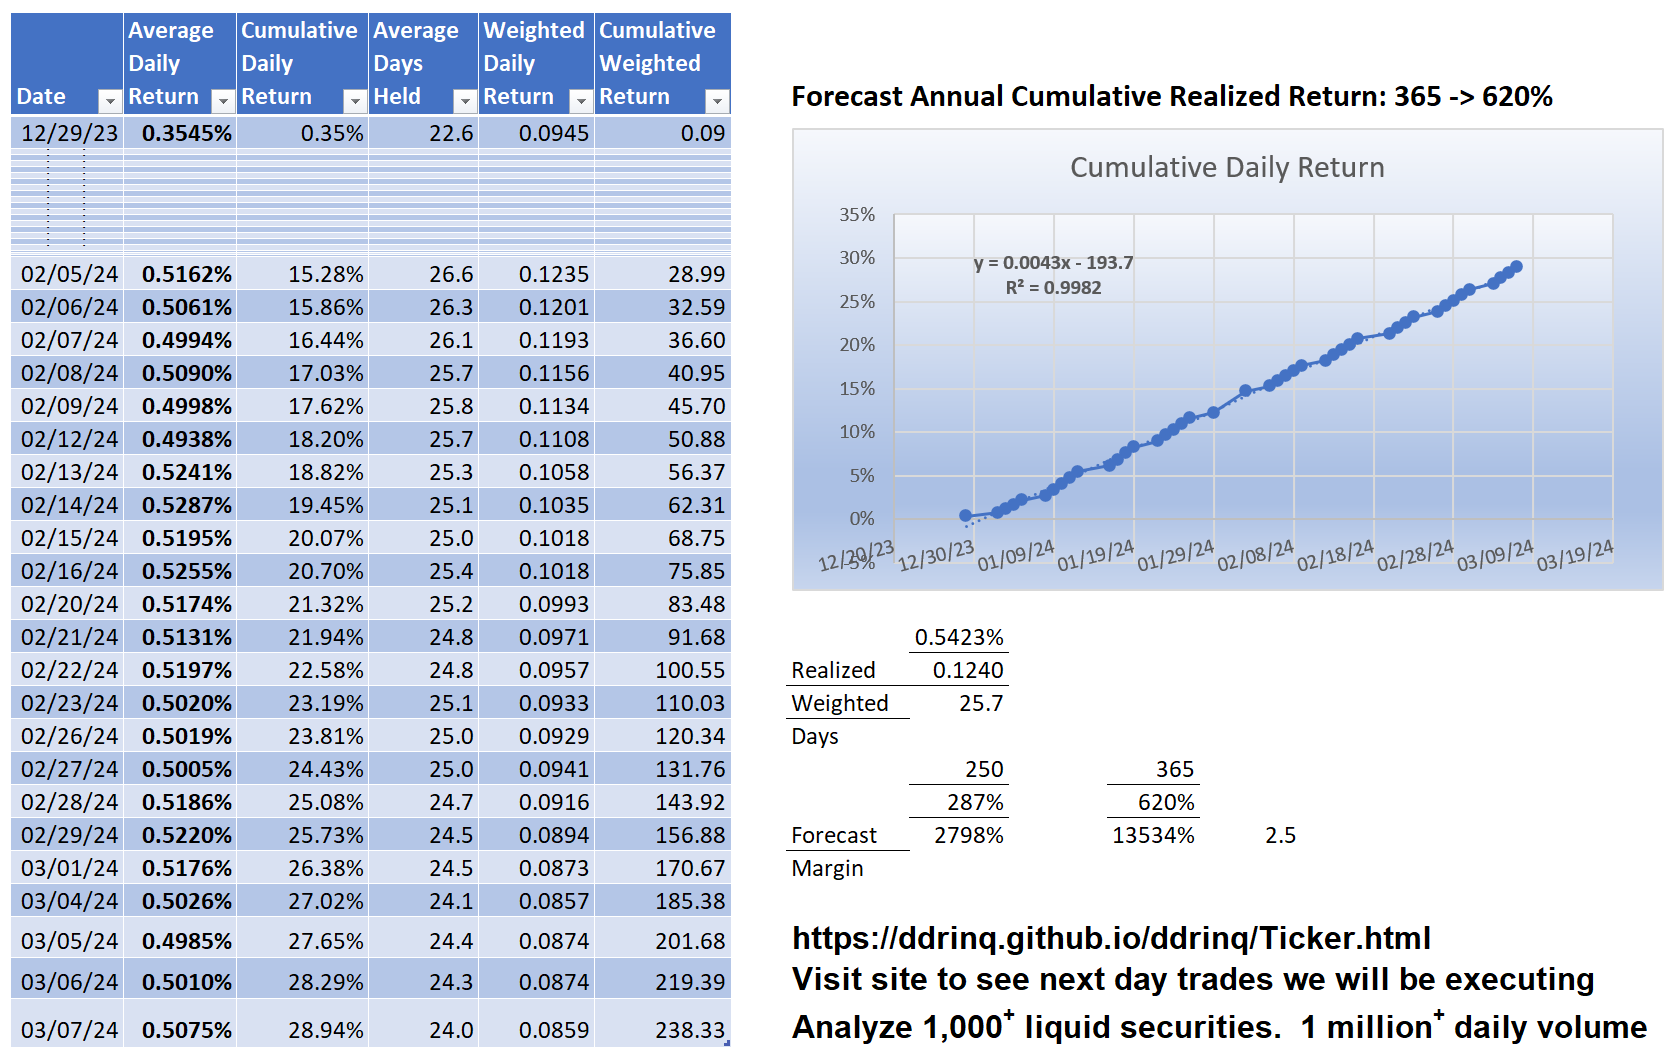 Date Average Daily Return Cumulative Daily Return Average Days Held Weighted Daily Return Cumulative Weighted Return
12/29/23 0.3545% 0.35% 22.6 0.0945 0.09
02/05/24 0.5162% 15.28% 26.6 0.1235 28.99
02/06/24 0.5061% 15.86% 26.3 0.1201 32.59
02/07/24 0.4994% 16.44% 26.1 0.1193 36.60
02/08/24 0.5090% 17.03% 25.7 0.1156 40.95
02/09/24 0.4998% 17.62% 25.8 0.1134 45.70
02/12/24 0.4938% 18.20% 25.7 0.1108 50.88
02/13/24 0.5241% 18.82% 25.3 0.1058 56.37
02/14/24 0.5287% 19.45% 25.1 0.1035 62.31
02/15/24 0.5195% 20.07% 25.0 0.1018 68.75
02/16/24 0.5255% 20.70% 25.4 0.1018 75.85
02/20/24 0.5174% 21.32% 25.2 0.0993 83.48
02/21/24 0.5131% 21.94% 24.8 0.0971 91.68
02/22/24 0.5197% 22.58% 24.8 0.0957 100.55
02/23/24 0.5020% 23.19% 25.1 0.0933 110.03
02/26/24 0.5019% 23.81% 25.0 0.0929 120.34
02/27/24 0.5005% 24.43% 25.0 0.0941 131.76
02/28/24 0.5186% 25.08% 24.7 0.0916 143.92
02/29/24 0.5220% 25.73% 24.5 0.0894 156.88
03/01/24 0.5176% 26.38% 24.5 0.0873 170.67
03/04/24 0.5026% 27.02% 24.1 0.0857 185.38
03/05/24 0.4985% 27.65% 24.4 0.0874 201.68
03/06/24 0.5010% 28.29% 24.3 0.0874 219.39
03/07/24 0.5075% 28.94% 24.0 0.0859 238.33
Forecast Annual Cumulative Realized Return: 365 -> 620%
Cumulative Daily Return
35%
30%
25%
20%
15%
10%
5%
0%
-5%
y = 0.0043x - 193.7
R² = 0.9982
12/20/23 12/30/23 01/09/24 01/19/24 01/29/24 02/08/24 02/18/24 02/28/24 03/09/24 03/19/24
0.5423%
Realized 0.1240
Weighted 25.7
Days
250 365
287% 620%
Forecast 2798% 13534% 2.5
Margin
https://ddrinq.github.io/ddrinq/Ticker.html
Visit site to see next day trades we will be executing
Analyze 1,000⁺ liquid securities. 1 million⁺ daily volume